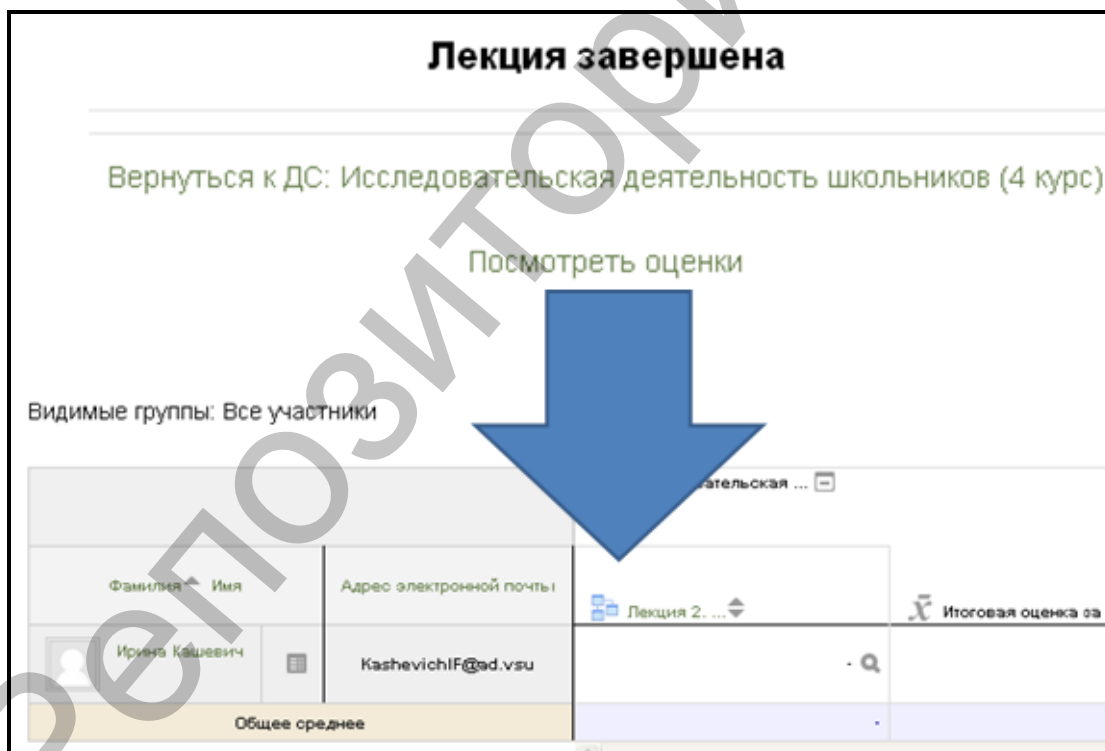 Лекция завершена
Вернуться к ДС: Исследовательская деятельность школьников (4 курс)
Посмотреть оценки
Видимые группы: Все участники
ательская ...
Фамилия Имя
Адрес электронной почты
Лекция 2. ...
x̄ Итоговая оценка за
Ирина Кашевич
KashevichIF@ad.vsu
-
Общее среднее
-
Репозитори